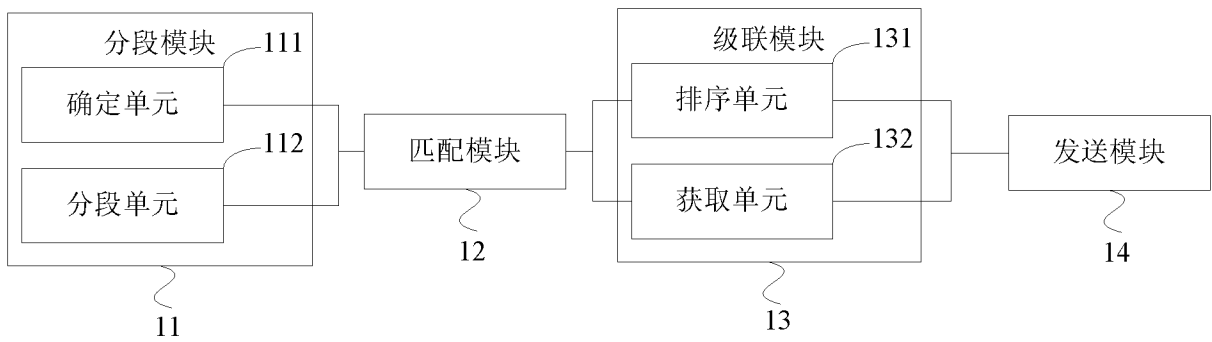 分段模块
111
确定单元
112
分段单元
11
匹配模块
12
级联模块
131
排序单元
132
获取单元
13
发送模块
14